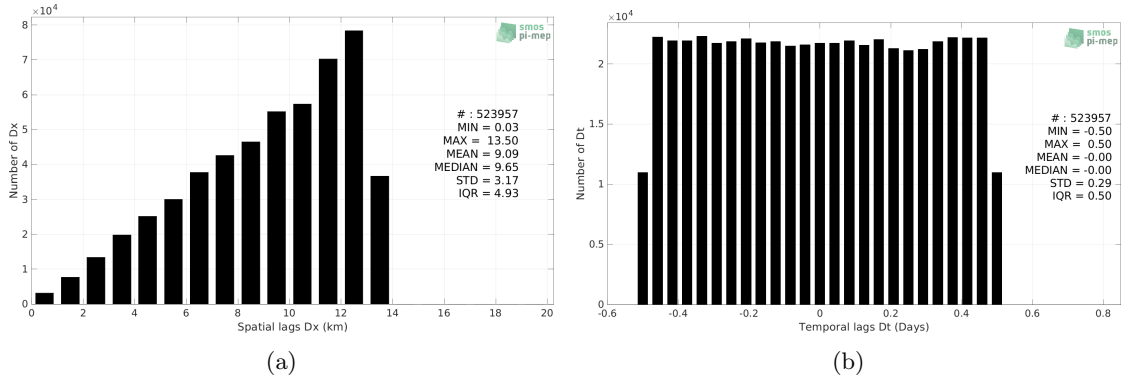 ×10⁴
8
7
6
5
4
3
2
1
0
Number of Dx
0 2 4 6 8 10 12 14 16 18 20
Spatial lags Dx (km)
smos
pi-mep
# : 523957
MIN = 0.03
MAX = 13.50
MEAN = 9.09
MEDIAN = 9.65
STD = 3.17
IQR = 4.93
(a)
×10⁴
2
1.5
1
0.5
0
Number of Dt
-0.6 -0.4 -0.2 0 0.2 0.4 0.6 0.8
Temporal lags Dt (Days)
smos
pi-mep
# : 523957
MIN = -0.50
MAX = 0.50
MEAN = -0.00
MEDIAN = -0.00
STD = 0.29
IQR = 0.50
(b)